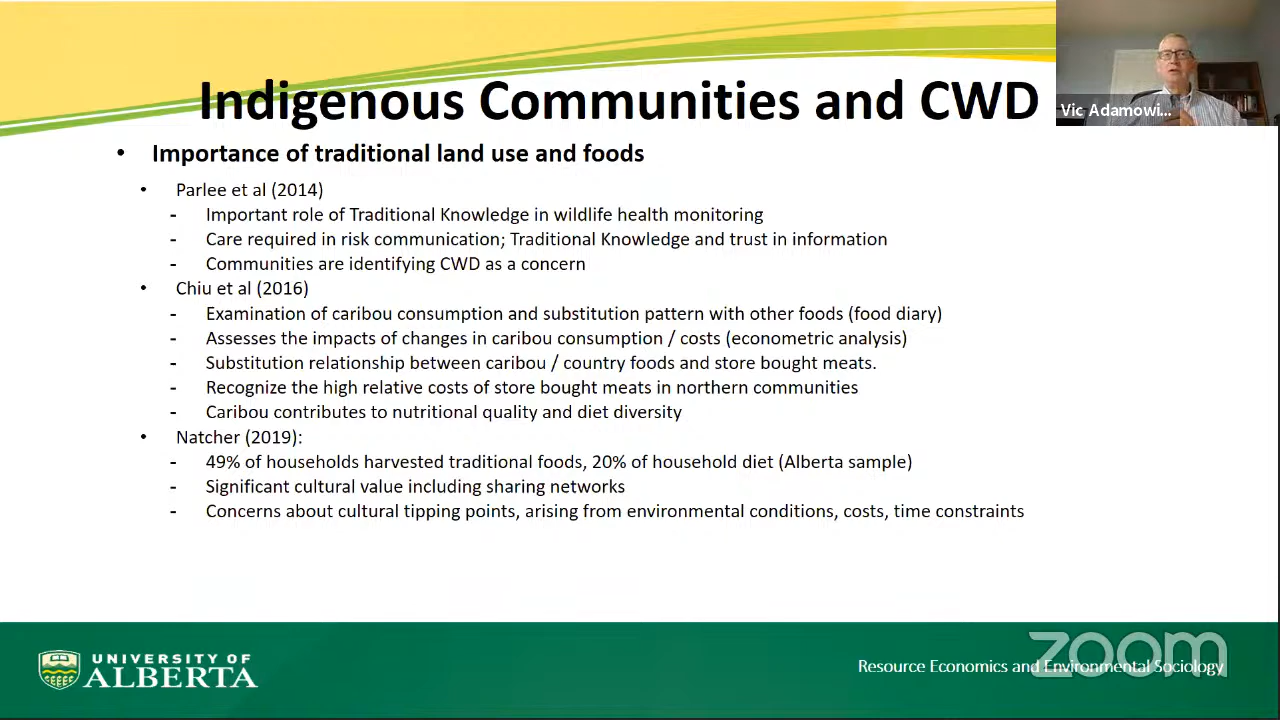 Indigenous Communities and CWD
Vic Adamowi...
• Importance of traditional land use and foods
• Parlee et al (2014)
- Important role of Traditional Knowledge in wildlife health monitoring
- Care required in risk communication; Traditional Knowledge and trust in information
- Communities are identifying CWD as a concern
• Chiu et al (2016)
- Examination of caribou consumption and substitution pattern with other foods (food diary)
- Assesses the impacts of changes in caribou consumption / costs (econometric analysis)
- Substitution relationship between caribou / country foods and store bought meats.
- Recognize the high relative costs of store bought meats in northern communities
- Caribou contributes to nutritional quality and diet diversity
• Natcher (2019):
- 49% of households harvested traditional foods, 20% of household diet (Alberta sample)
- Significant cultural value including sharing networks
- Concerns about cultural tipping points, arising from environmental conditions, costs, time constraints
UNIVERSITY OF
ALBERTA
Resource Economics and Environmental Sociology
zoom